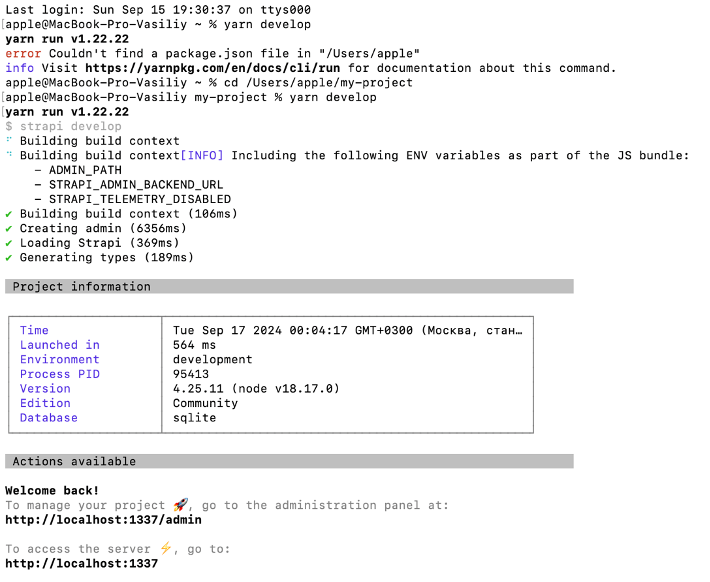 Last login: Sun Sep 15 19:30:37 on ttys000
[apple@MacBook-Pro-Vasiliy ~ % yarn develop
yarn run v1.22.22
error Couldn't find a package.json file in "/Users/apple"
info Visit https://yarnpkg.com/en/docs/cli/run for documentation about this command.
apple@MacBook-Pro-Vasiliy ~ % cd /Users/apple/my-project
[apple@MacBook-Pro-Vasiliy my-project % yarn develop
[yarn run v1.22.22
$ strapi develop
Building build context
Building build context[INFO] Including the following ENV variables as part of the JS bundle:
- ADMIN_PATH
- STRAPI_ADMIN_BACKEND_URL
- STRAPI_TELEMETRY_DISABLED
✔ Building build context (106ms)
✔ Creating admin (6356ms)
✔ Loading Strapi (369ms)
✔ Generating types (189ms)
Project information
Time Tue Sep 17 2024 00:04:17 GMT+0300 (Москва, стан…
Launched in 564 ms
Environment development
Process PID 95413
Version 4.25.11 (node v18.17.0)
Edition Community
Database sqlite
Actions available
Welcome back!
To manage your project 🚀, go to the administration panel at:
http://localhost:1337/admin
To access the server ⚡, go to:
http://localhost:1337